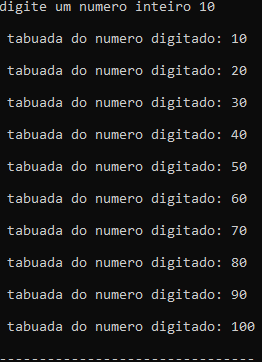 digite um numero inteiro 10
tabuada do numero digitado: 10
tabuada do numero digitado: 20
tabuada do numero digitado: 30
tabuada do numero digitado: 40
tabuada do numero digitado: 50
tabuada do numero digitado: 60
tabuada do numero digitado: 70
tabuada do numero digitado: 80
tabuada do numero digitado: 90
tabuada do numero digitado: 100
--------------------------------